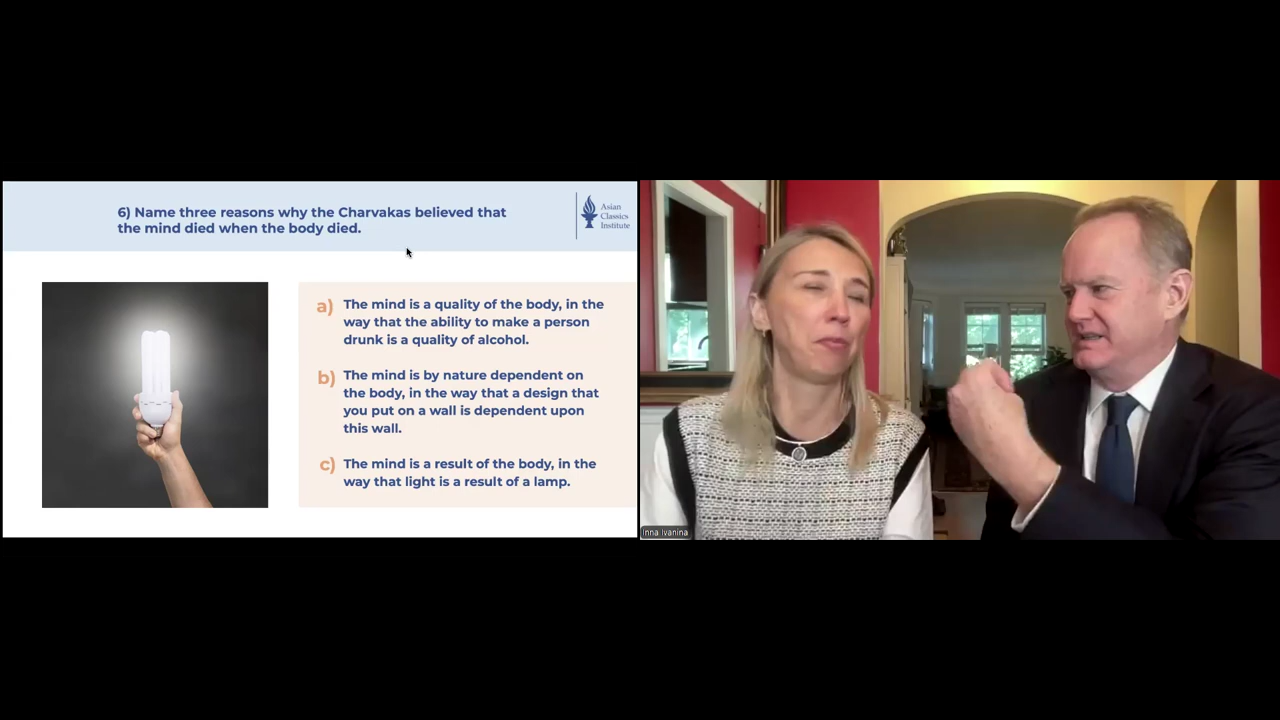 6) Name three reasons why the Charvakas believed that
the mind died when the body died.
Asian
Classics
Institute
a) The mind is a quality of the body, in the
way that the ability to make a person
drunk is a quality of alcohol.
b) The mind is by nature dependent on
the body, in the way that a design that
you put on a wall is dependent upon
this wall.
c) The mind is a result of the body, in the
way that light is a result of a lamp.
Inna Ivanina